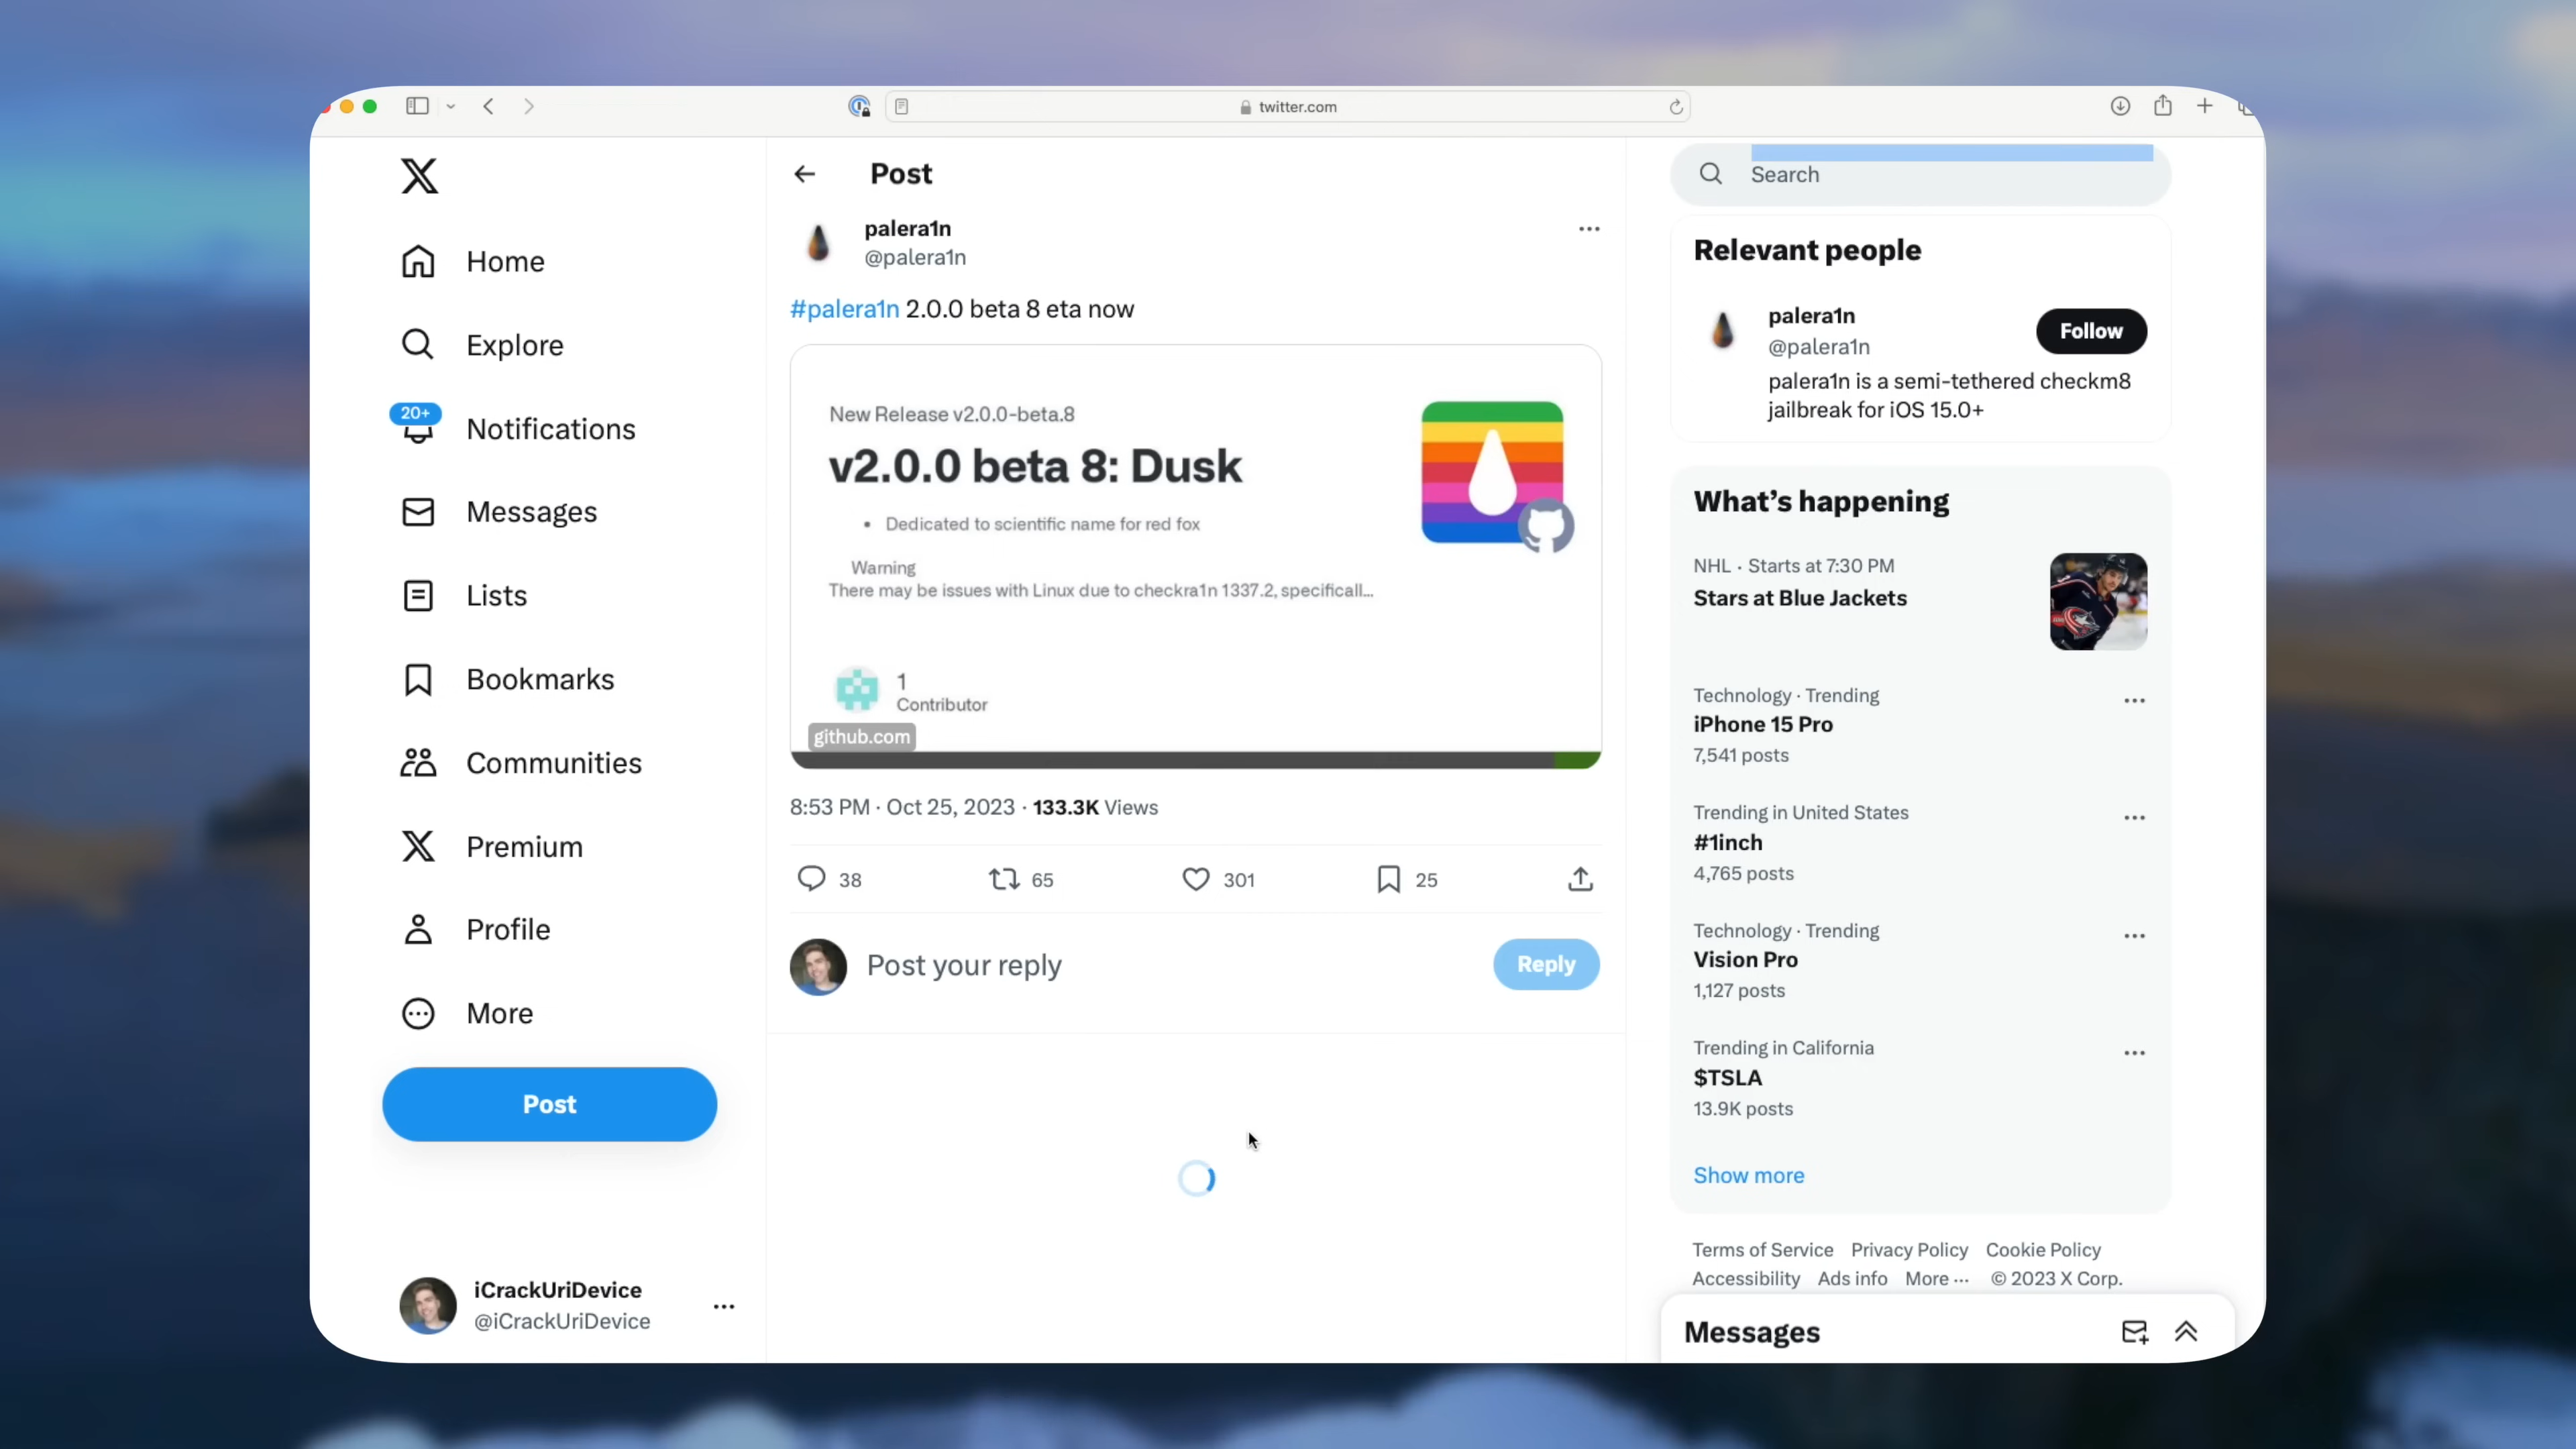 twitter.com
Home
Explore
20+
Notifications
Messages
Lists
Bookmarks
Communities
Premium
Profile
More
Post
iCrackUriDevice
@iCrackUriDevice
Post
palera1n
@palera1n
#palera1n 2.0.0 beta 8 eta now
New Release v2.0.0-beta.8
v2.0.0 beta 8: Dusk
• Dedicated to scientific name for red fox
Warning
There may be issues with Linux due to checkra1n 1337.2, specificall...
1
Contributor
github.com
8:53 PM · Oct 25, 2023 · 133.3K Views
38 65 301 25
Post your reply
Reply
Search
Relevant people
palera1n
@palera1n
Follow
palera1n is a semi-tethered checkm8
jailbreak for iOS 15.0+
What's happening
NHL · Starts at 7:30 PM
Stars at Blue Jackets
Technology · Trending
iPhone 15 Pro
7,541 posts
Trending in United States
#1inch
4,765 posts
Technology · Trending
Vision Pro
1,127 posts
Trending in California
$TSLA
13.9K posts
Show more
Terms of Service Privacy Policy Cookie Policy
Accessibility Ads info More ··· © 2023 X Corp.
Messages